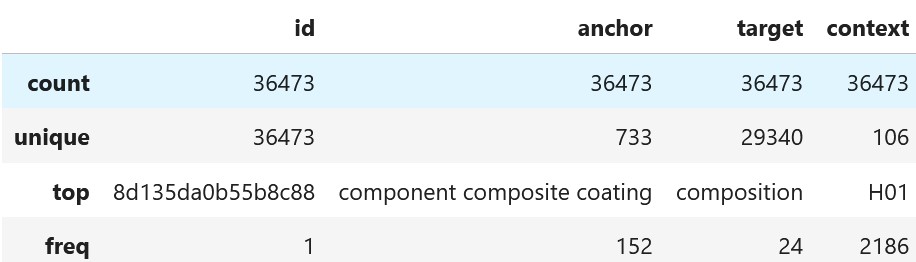 id anchor target context
count 36473 36473 36473 36473
unique 36473 733 29340 106
top 8d135da0b55b8c88 component composite coating composition H01
freq 1 152 24 2186